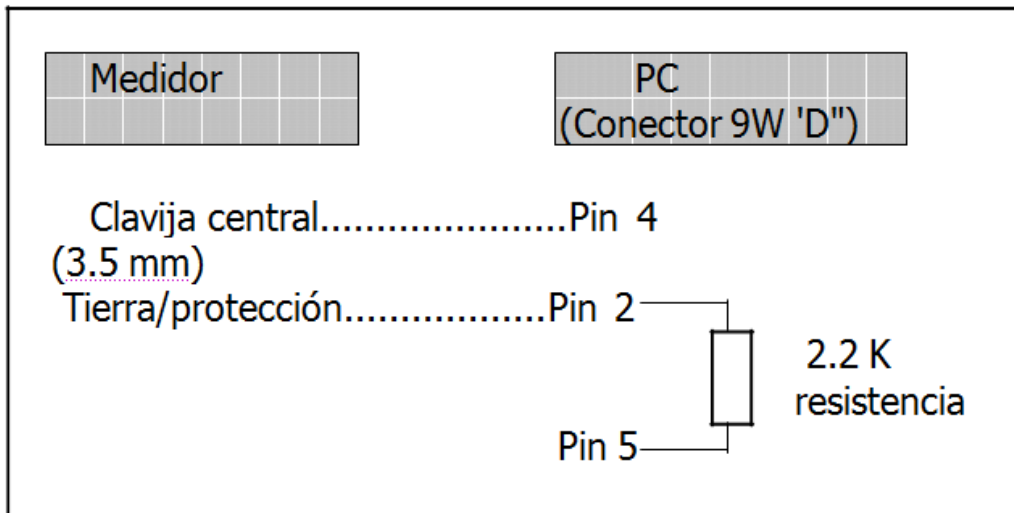 Medidor
PC
(Conector 9W 'D")
Clavija central......................Pin 4
(3.5 mm)
Tierra/protección..................Pin 2
2.2 K
resistencia
Pin 5